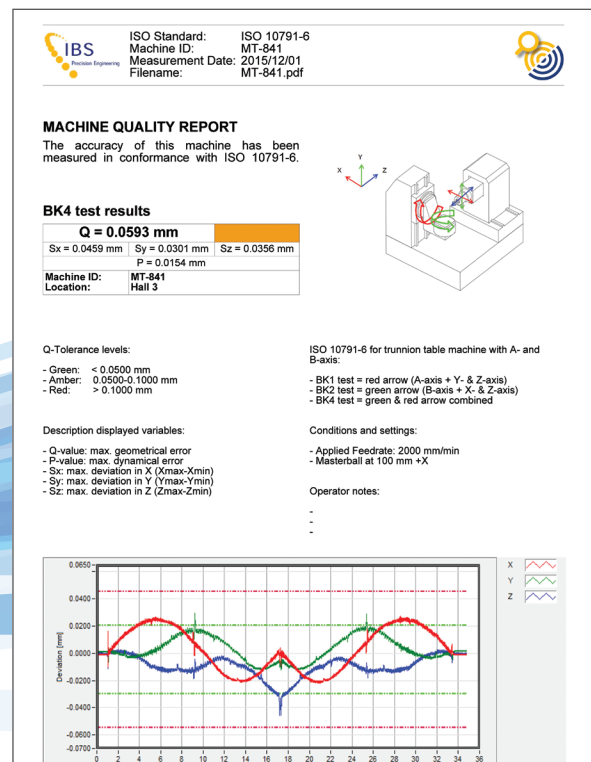 IBS
Precision Engineering
ISO Standard: ISO 10791-6
Machine ID: MT-841
Measurement Date: 2015/12/01
Filename: MT-841.pdf
MACHINE QUALITY REPORT
The accuracy of this machine has been
measured in conformance with ISO 10791-6.
X Y Z
BK4 test results
Q = 0.0593 mm
Sx = 0.0459 mm Sy = 0.0301 mm Sz = 0.0356 mm
P = 0.0154 mm
Machine ID: MT-841
Location: Hall 3
Q-Tolerance levels:
- Green: < 0.0500 mm
- Amber: 0.0500-0.1000 mm
- Red: > 0.1000 mm
ISO 10791-6 for trunnion table machine with A- and
B-axis:
- BK1 test = red arrow (A-axis + Y- & Z-axis)
- BK2 test = green arrow (B-axis + X- & Z-axis)
- BK4 test = green & red arrow combined
Description displayed variables:
- Q-value: max. geometrical error
- P-value: max. dynamical error
- Sx: max. deviation in X (Xmax-Xmin)
- Sy: max. deviation in Y (Ymax-Ymin)
- Sz: max. deviation in Z (Zmax-Zmin)
Conditions and settings:
- Applied Feedrate: 2000 mm/min
- Masterball at 100 mm +X
Operator notes:
-
-
-
Deviation [mm]
0.0650
0.0400
0.0200
0.0000
-0.0200
-0.0400
-0.0600
-0.0700
0 2 4 6 8 10 12 14 16 18 20 22 24 26 28 30 32 34 36
X
Y
Z